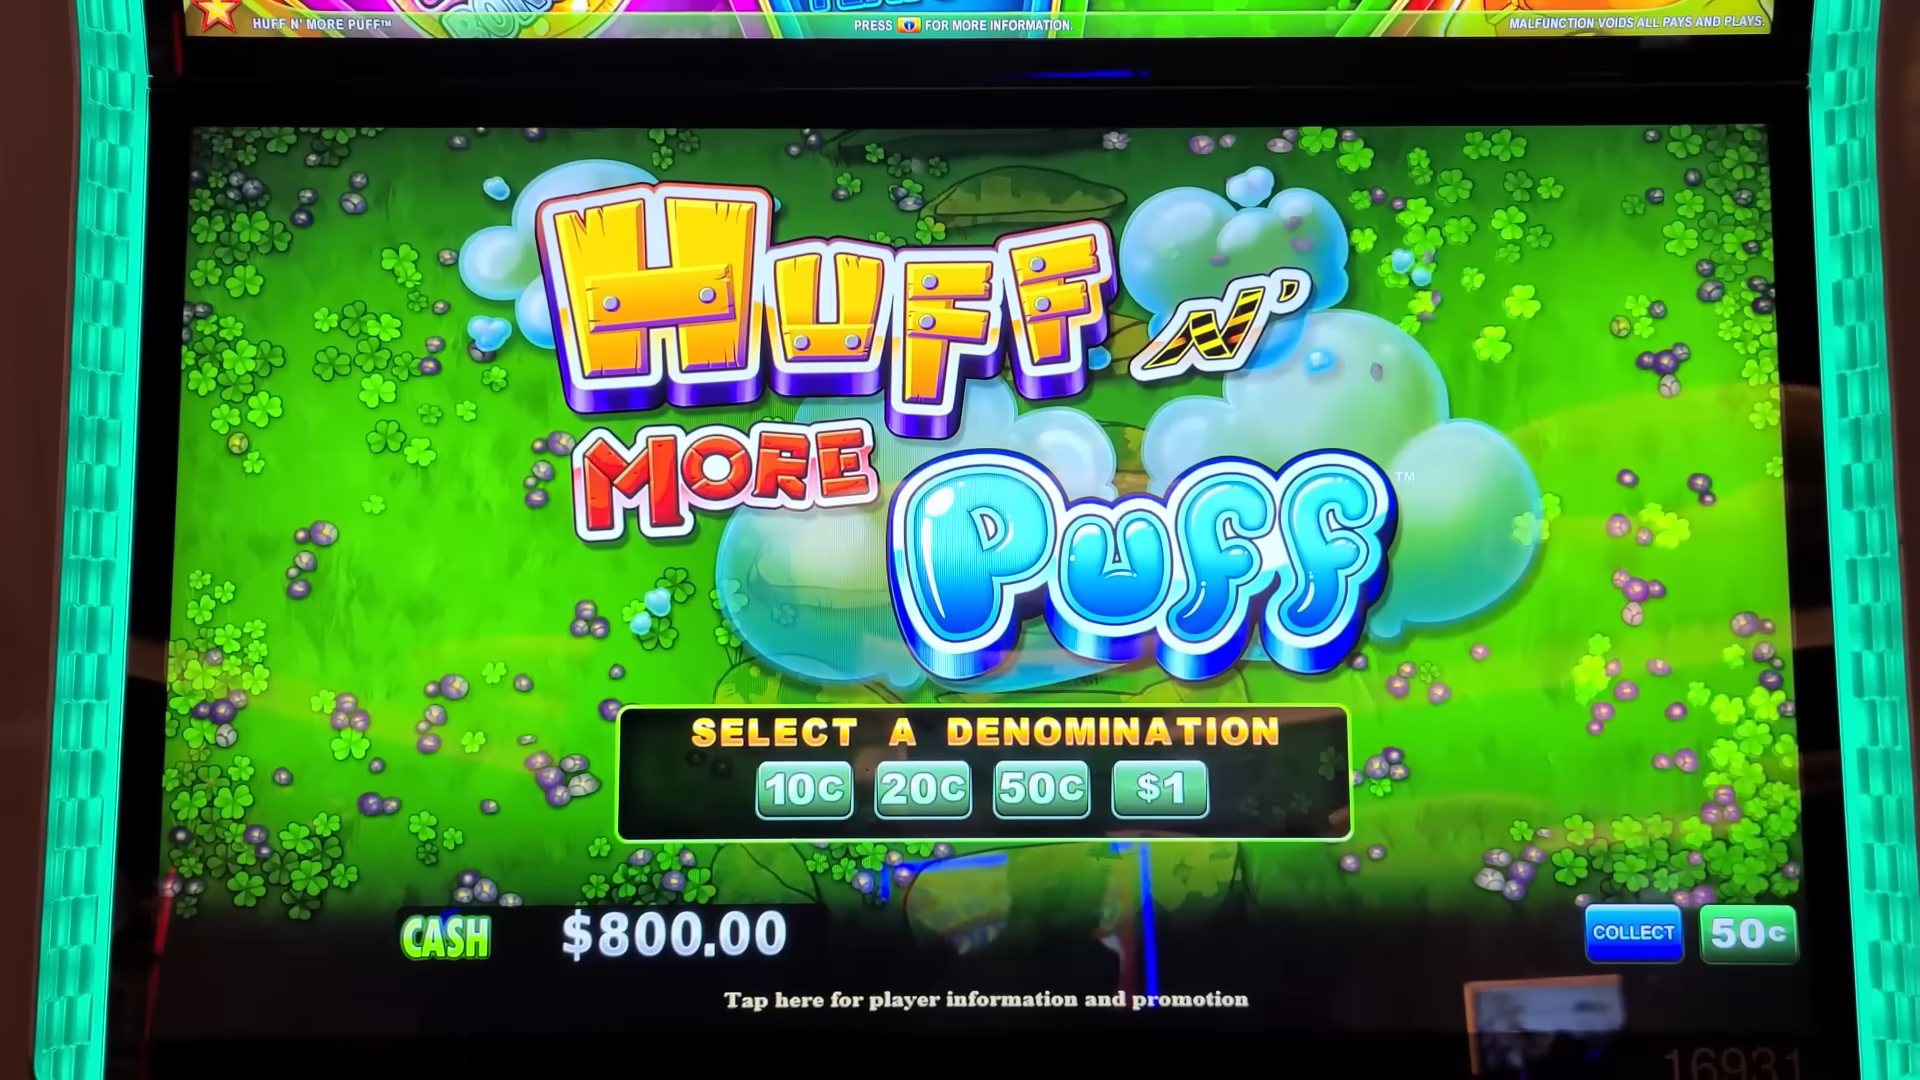 HUFF N' MORE PUFF™
PRESS FOR MORE INFORMATION.
MALFUNCTION VOIDS ALL PAYS AND PLAYS.
HUFF N'
MORE PUFF™
SELECT A DENOMINATION
10¢ 20¢ 50¢ $1
CASH $800.00
COLLECT 50¢
Tap here for player information and promotion
16931